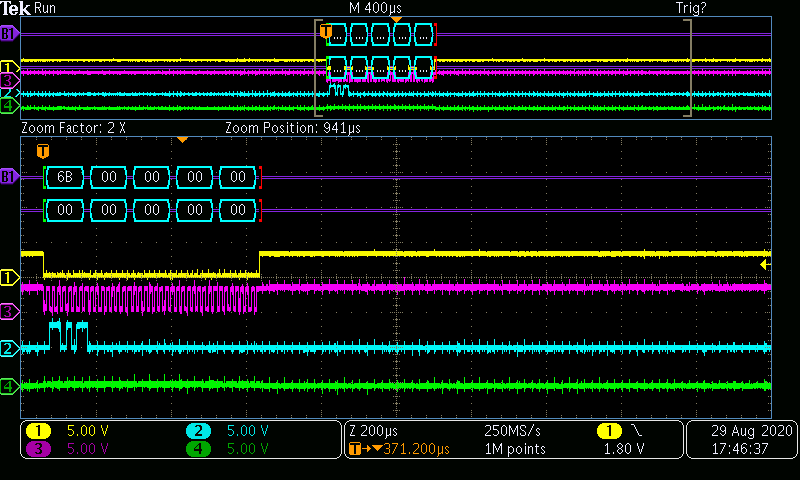 Tek Run M 400µs Trig?
T
B1 ... ... ... ... ...
1 ... ... ... ... ...
3
2
4
Zoom Factor: 2 X Zoom Position: 941µs
T
B1 6B 00 00 00 00
00 00 00 00 00
1
3
2
4
1 5.00 V 2 5.00 V Z 200µs 250MS/s 1 1.80 V 29 Aug 2020
3 5.00 V 4 5.00 V T→▼371.200µs 1M points 17:46:37